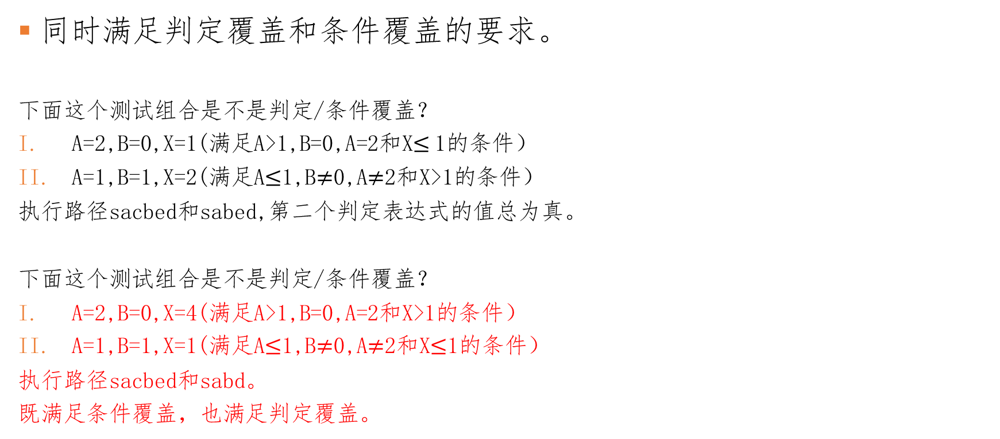 ▪ 同时满足判定覆盖和条件覆盖的要求。
下面这个测试组合是不是判定/条件覆盖？
I. A=2,B=0,X=1(满足A>1,B=0,A=2和X≤ 1的条件）
II. A=1,B=1,X=2(满足A≤1,B≠0,A≠2和X>1的条件）
执行路径sacbed和sabed,第二个判定表达式的值总为真。
下面这个测试组合是不是判定/条件覆盖？
I. A=2,B=0,X=4(满足A>1,B=0,A=2和X>1的条件）
II. A=1,B=1,X=1(满足A≤1,B≠0,A≠2和X≤1的条件）
执行路径sacbed和sabd。
既满足条件覆盖，也满足判定覆盖。